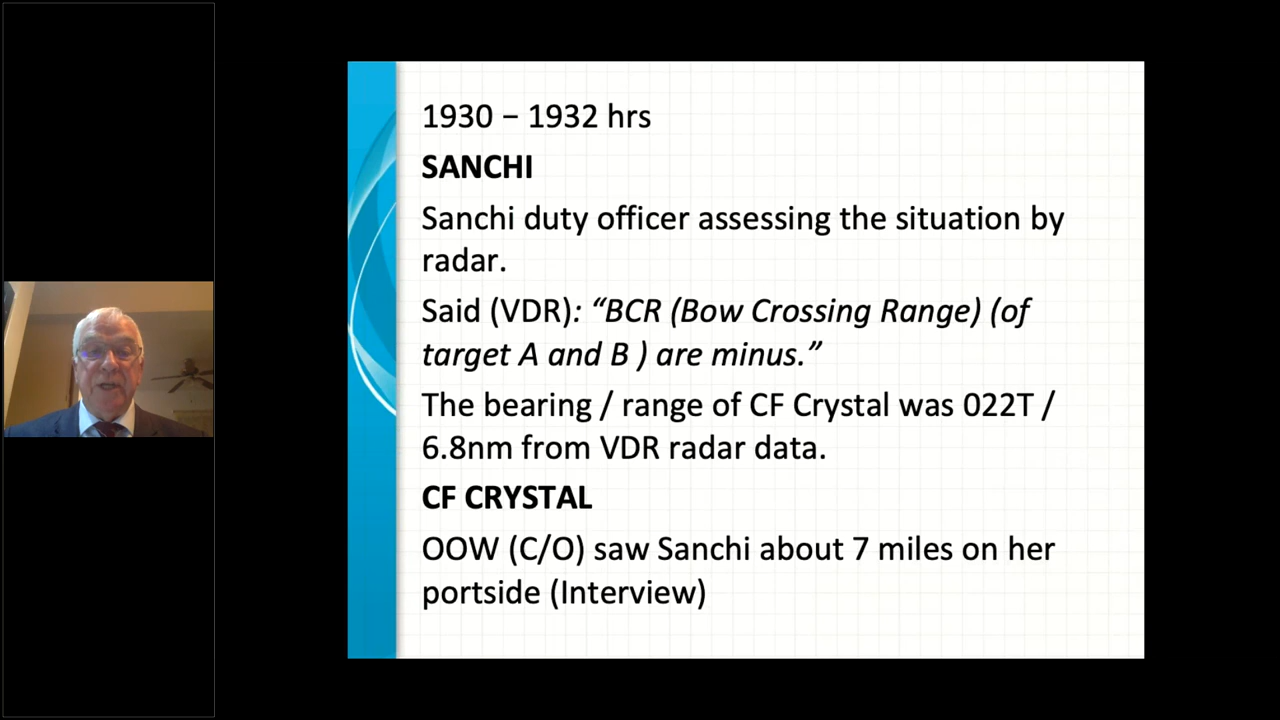 1930 – 1932 hrs
SANCHI
Sanchi duty officer assessing the situation by
radar.
Said (VDR): “BCR (Bow Crossing Range) (of
target A and B ) are minus.”
The bearing / range of CF Crystal was 022T /
6.8nm from VDR radar data.
CF CRYSTAL
OOW (C/O) saw Sanchi about 7 miles on her
portside (Interview)